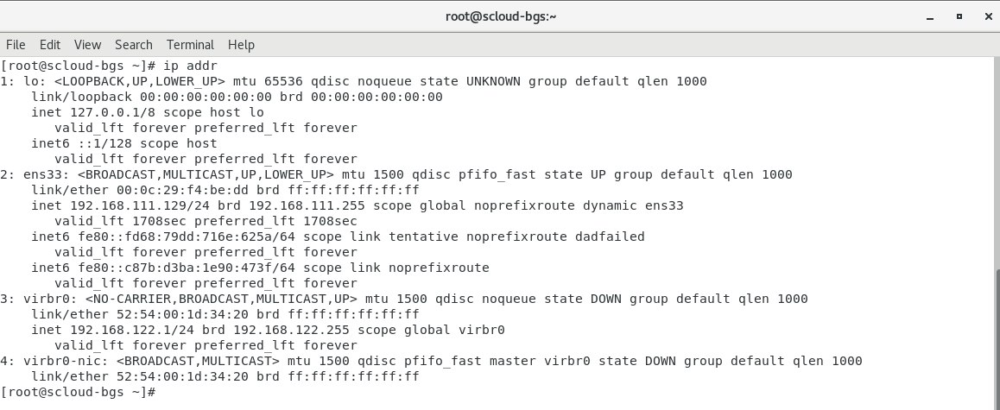 root@scloud-bgs:~
File Edit View Search Terminal Help
[root@scloud-bgs ~]# ip addr
1: lo: <LOOPBACK,UP,LOWER_UP> mtu 65536 qdisc noqueue state UNKNOWN group default qlen 1000
    link/loopback 00:00:00:00:00:00 brd 00:00:00:00:00:00
    inet 127.0.0.1/8 scope host lo
       valid_lft forever preferred_lft forever
    inet6 ::1/128 scope host
       valid_lft forever preferred_lft forever
2: ens33: <BROADCAST,MULTICAST,UP,LOWER_UP> mtu 1500 qdisc pfifo_fast state UP group default qlen 1000
    link/ether 00:0c:29:f4:be:dd brd ff:ff:ff:ff:ff:ff
    inet 192.168.111.129/24 brd 192.168.111.255 scope global noprefixroute dynamic ens33
       valid_lft 1708sec preferred_lft 1708sec
    inet6 fe80::fd68:79dd:716e:625a/64 scope link tentative noprefixroute dadfailed
       valid_lft forever preferred_lft forever
    inet6 fe80::c87b:d3ba:1e90:473f/64 scope link noprefixroute
       valid_lft forever preferred_lft forever
3: virbr0: <NO-CARRIER,BROADCAST,MULTICAST,UP> mtu 1500 qdisc noqueue state DOWN group default qlen 1000
    link/ether 52:54:00:1d:34:20 brd ff:ff:ff:ff:ff:ff
    inet 192.168.122.1/24 brd 192.168.122.255 scope global virbr0
       valid_lft forever preferred_lft forever
4: virbr0-nic: <BROADCAST,MULTICAST> mtu 1500 qdisc pfifo_fast master virbr0 state DOWN group default qlen 1000
    link/ether 52:54:00:1d:34:20 brd ff:ff:ff:ff:ff:ff
[root@scloud-bgs ~]#